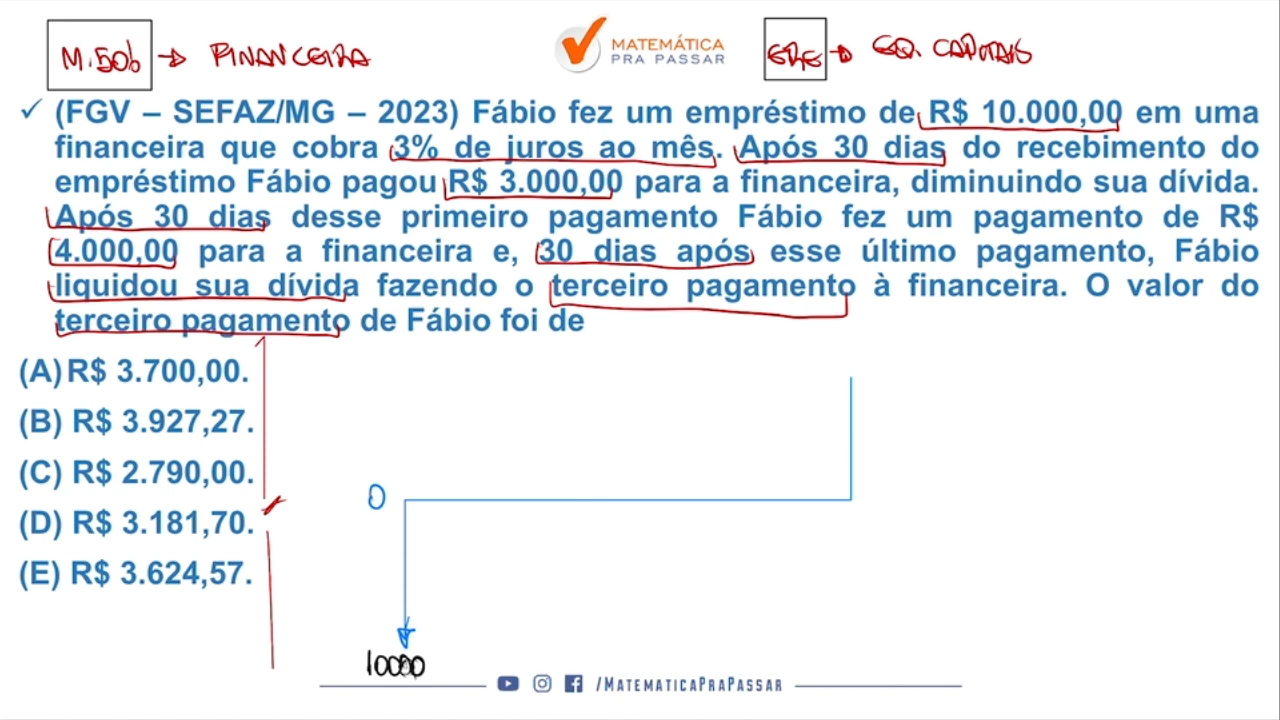 M.50% → FINANCEIRA
MATEMÁTICA
PRA PASSAR
EQ. CAPITAIS
✓ (FGV – SEFAZ/MG – 2023) Fábio fez um empréstimo de R$ 10.000,00 em uma
financeira que cobra 3% de juros ao mês. Após 30 dias do recebimento do
empréstimo Fábio pagou R$ 3.000,00 para a financeira, diminuindo sua dívida.
Após 30 dias desse primeiro pagamento Fábio fez um pagamento de R$
4.000,00 para a financeira e, 30 dias após esse último pagamento, Fábio
liquidou sua dívida fazendo o terceiro pagamento à financeira. O valor do
terceiro pagamento de Fábio foi de
(A) R$ 3.700,00.
(B) R$ 3.927,27.
(C) R$ 2.790,00.
(D) R$ 3.181,70.
(E) R$ 3.624,57.
0
10000
/MATEMATICAPRAPASSAR